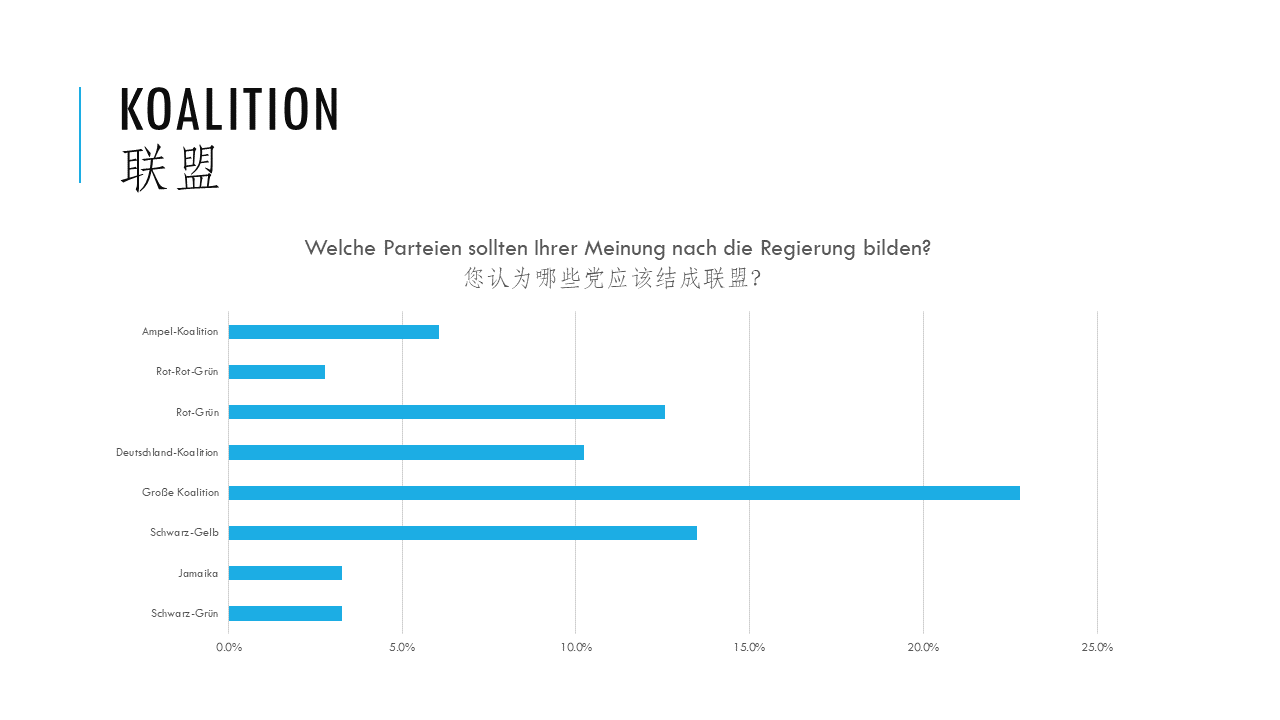 KOALITION
联盟
Welche Parteien sollten Ihrer Meinung nach die Regierung bilden?
您认为哪些党应该结成联盟?
Ampel-Koalition
Rot-Rot-Grün
Rot-Grün
Deutschland-Koalition
Große Koalition
Schwarz-Gelb
Jamaika
Schwarz-Grün
0.0% 5.0% 10.0% 15.0% 20.0% 25.0%